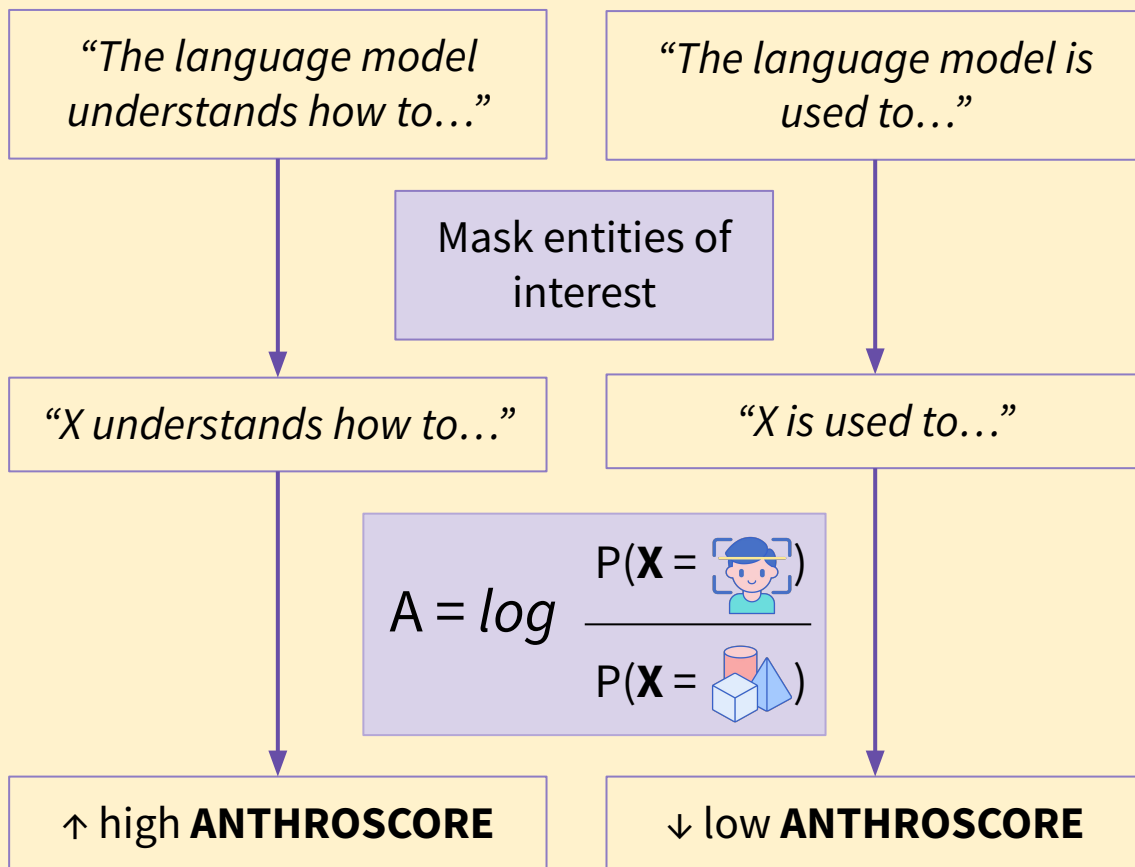 “The language model
understands how to…”
“The language model is
used to…”
Mask entities of
interest
“X understands how to…”
“X is used to…”
A = log
P(X = )
P(X = )
↑ high ANTHROSCORE
↓ low ANTHROSCORE